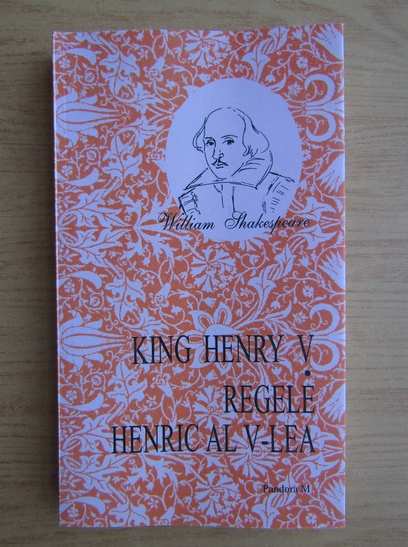 William Shakespeare
KING HENRY V
•
REGELE
HENRIC AL V-LEA
Pandora M